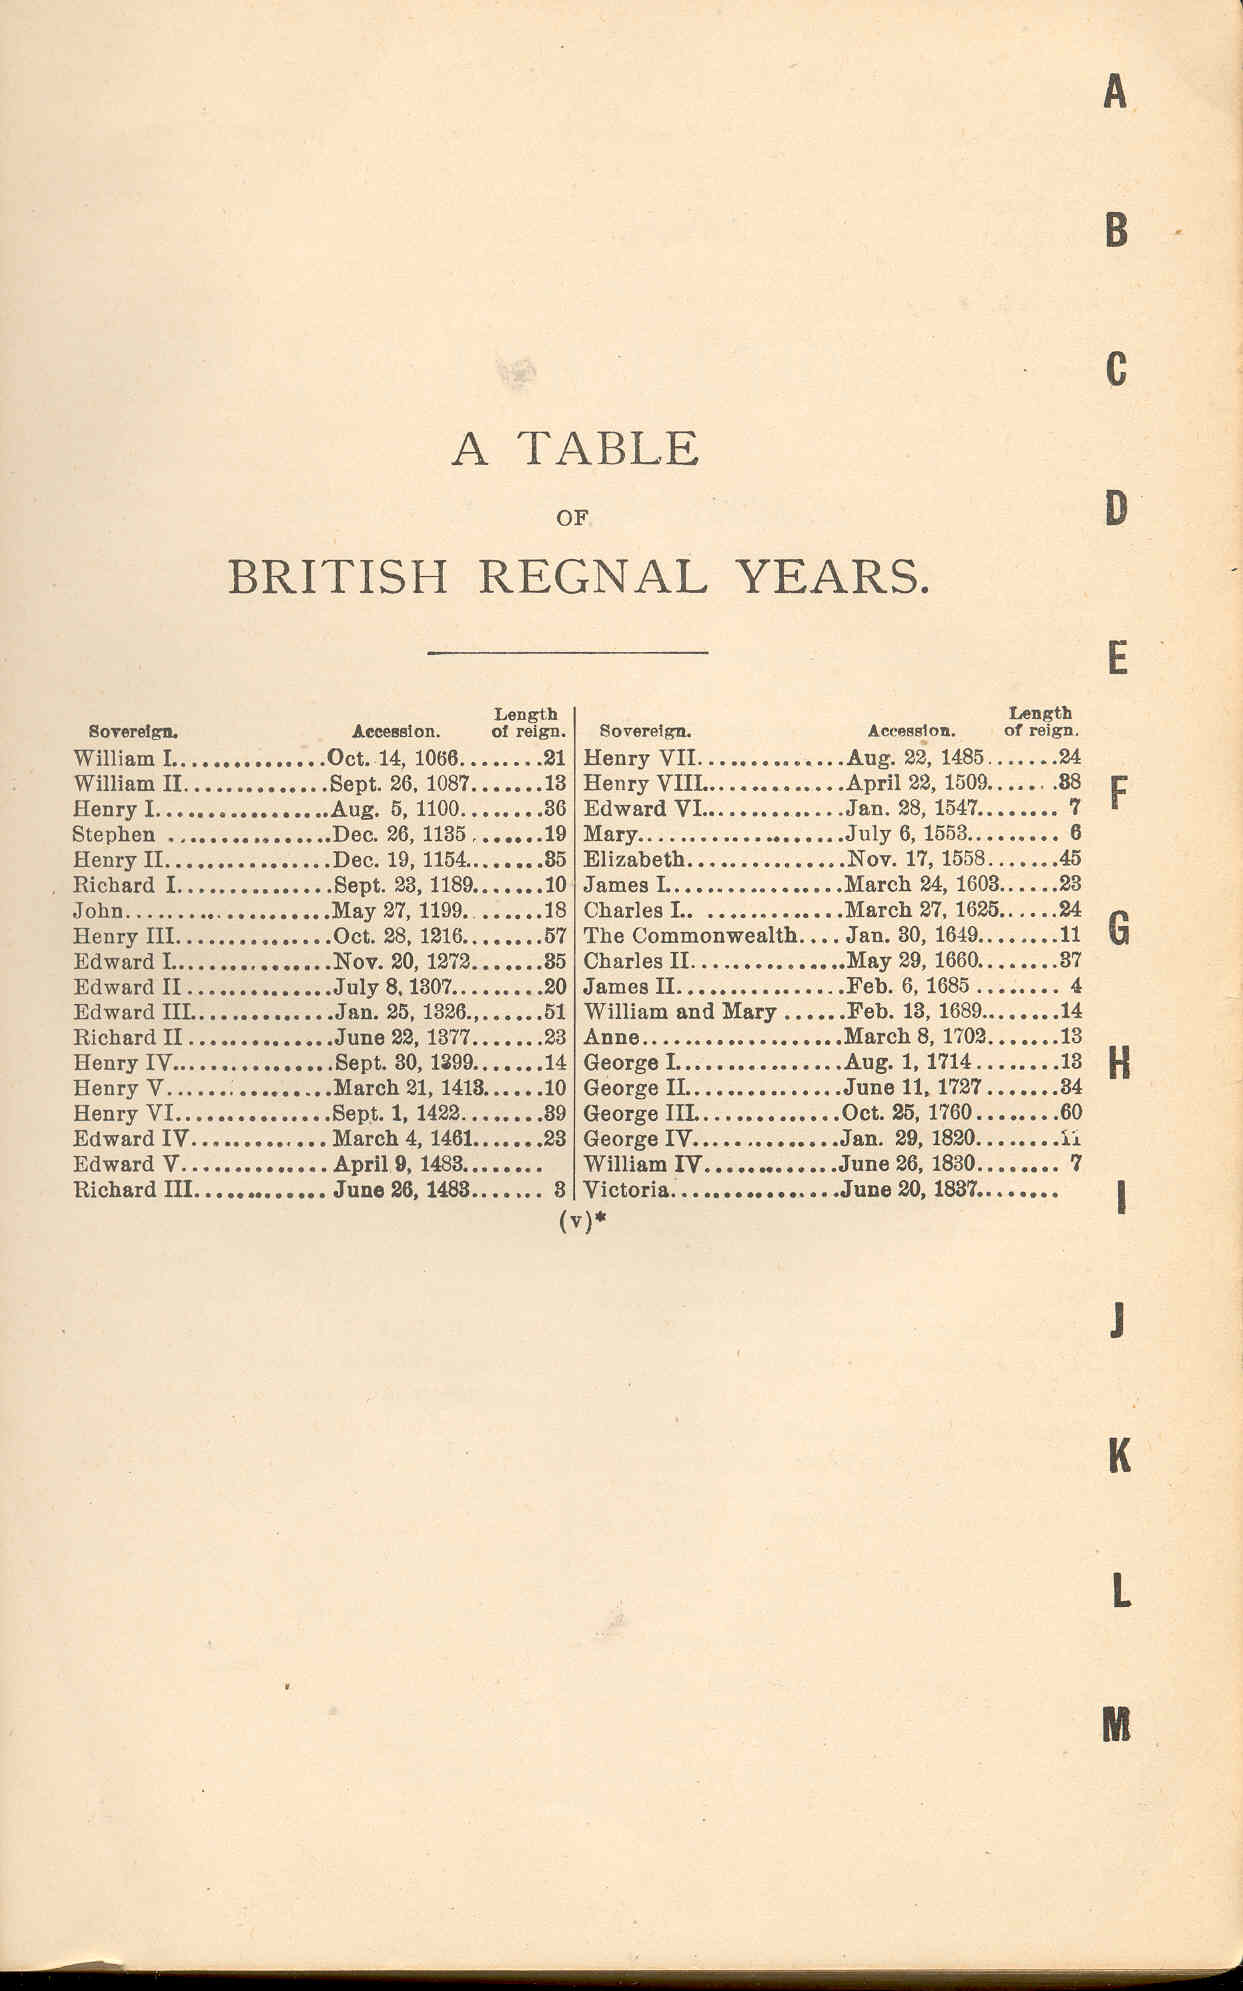 A TABLE
OF
BRITISH REGNAL YEARS.
Sovereign. Accession. Length of reign.
William I...............Oct. 14, 1066........21
William II..............Sept. 26, 1087.......13
Henry I.................Aug. 5, 1100........36
Stephen ................Dec. 26, 1135........19
Henry II................Dec. 19, 1154........35
Richard I...............Sept. 23, 1189.......10
John....................May 27, 1199........18
Henry III...............Oct. 28, 1216........57
Edward I................Nov. 20, 1272.......35
Edward II..............July 8, 1307.........20
Edward III..............Jan. 25, 1326.,......51
Richard II..............June 22, 1377.......23
Henry IV................Sept. 30, 1399.......14
Henry V................March 21, 1413......10
Henry VI...............Sept. 1, 1422........39
Edward IV............. March 4, 1461.......23
Edward V.............. April 9, 1483........
Richard III............. June 26, 1483....... 3
Sovereign. Accession. Length of reign.
Henry VII...............Aug. 22, 1485.......24
Henry VIII..............April 22, 1509.......38
Edward VI..............Jan. 28, 1547........ 7
Mary....................July 6, 1553......... 6
Elizabeth...............Nov. 17, 1558.......45
James I.................March 24, 1603......23
Charles I.. .............March 27, 1625......24
The Commonwealth.... Jan. 30, 1649........11
Charles II...............May 29, 1660........37
James II................Feb. 6, 1685 ........ 4
William and Mary ......Feb. 13, 1689........14
Anne...................March 8, 1702.......13
George I................Aug. 1, 1714........13
George II...............June 11, 1727.......34
George III..............Oct. 25, 1760........60
George IV..............Jan. 29, 1820........11
William IV.............June 26, 1830........ 7
Victoria................June 20, 1837........
(v)*
A
B
C
D
E
F
G
H
I
J
K
L
M